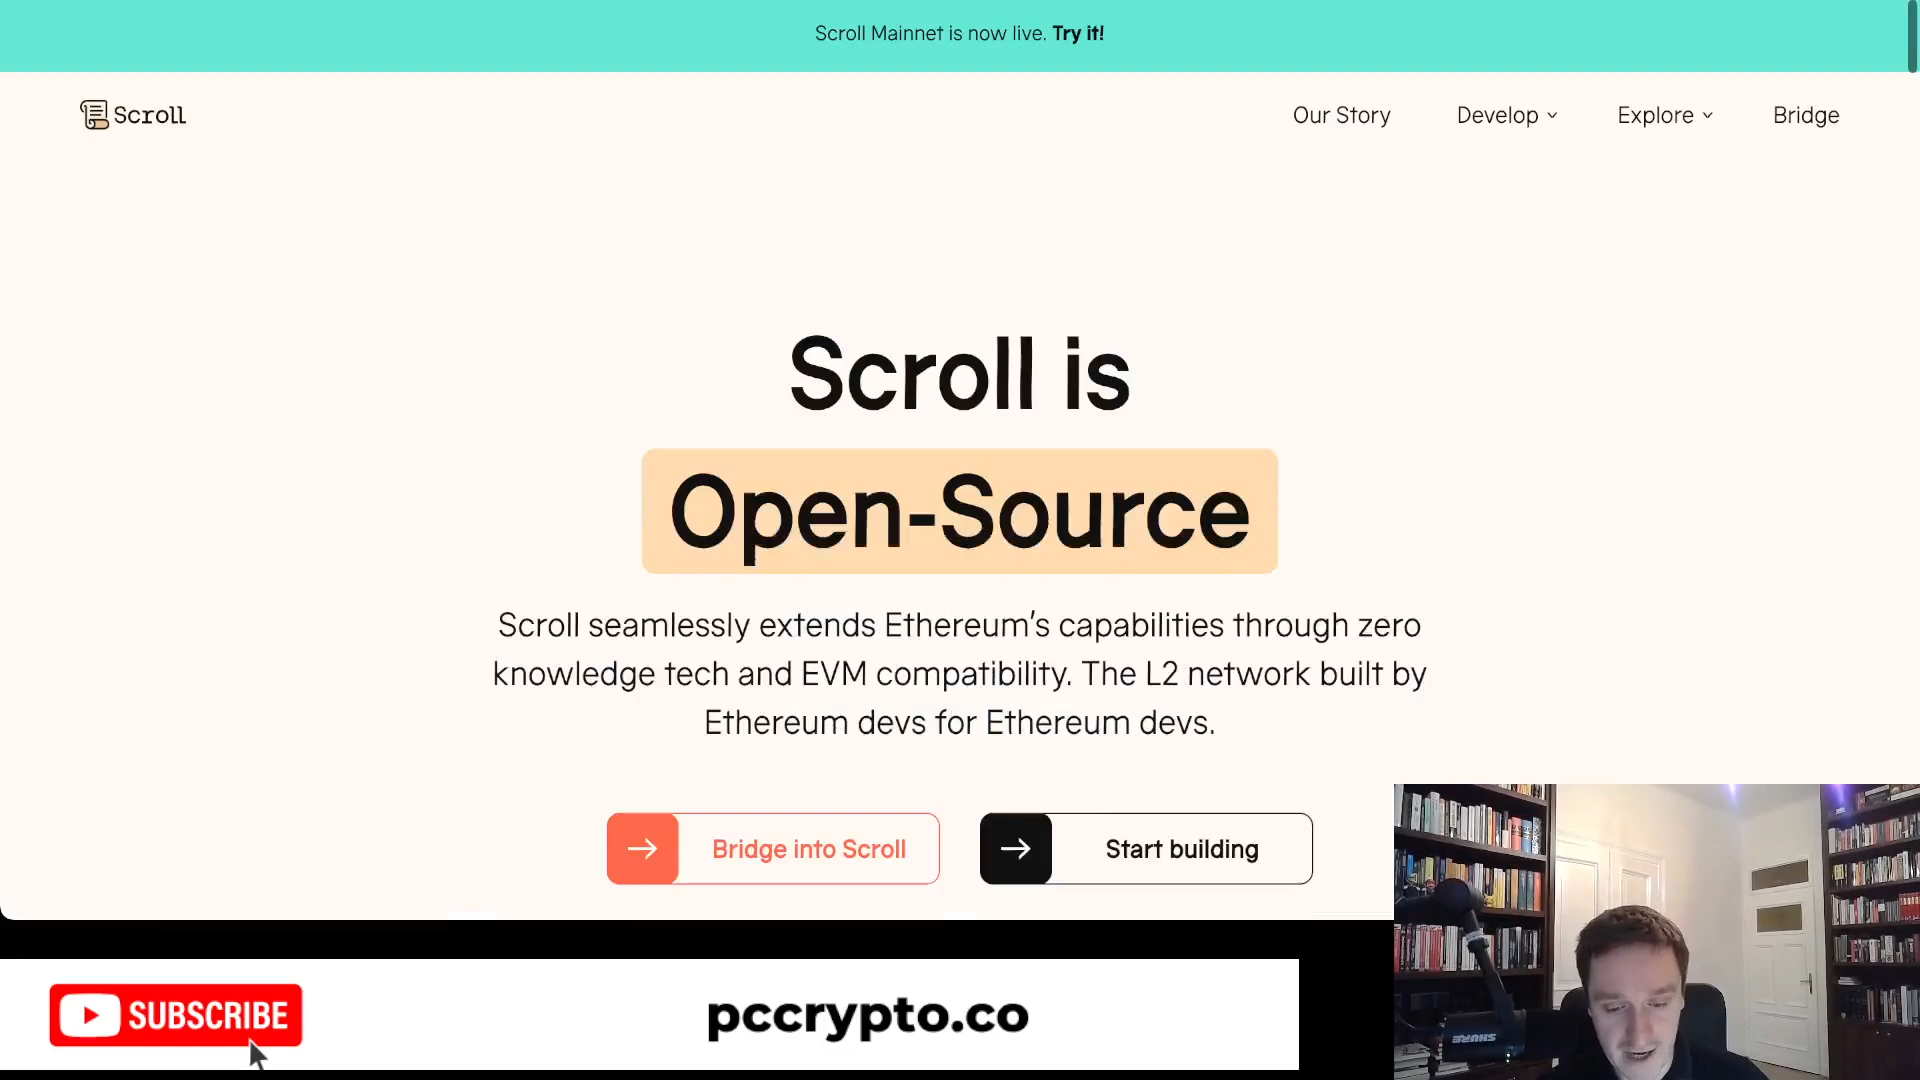 Scroll Mainnet is now live. Try it!
Scroll
Our Story
Develop
Explore
Bridge
Scroll is
Open-Source
Scroll seamlessly extends Ethereum's capabilities through zero
knowledge tech and EVM compatibility. The L2 network built by
Ethereum devs for Ethereum devs.
Bridge into Scroll
Start building
SUBSCRIBE
pccrypto.co
SHURE